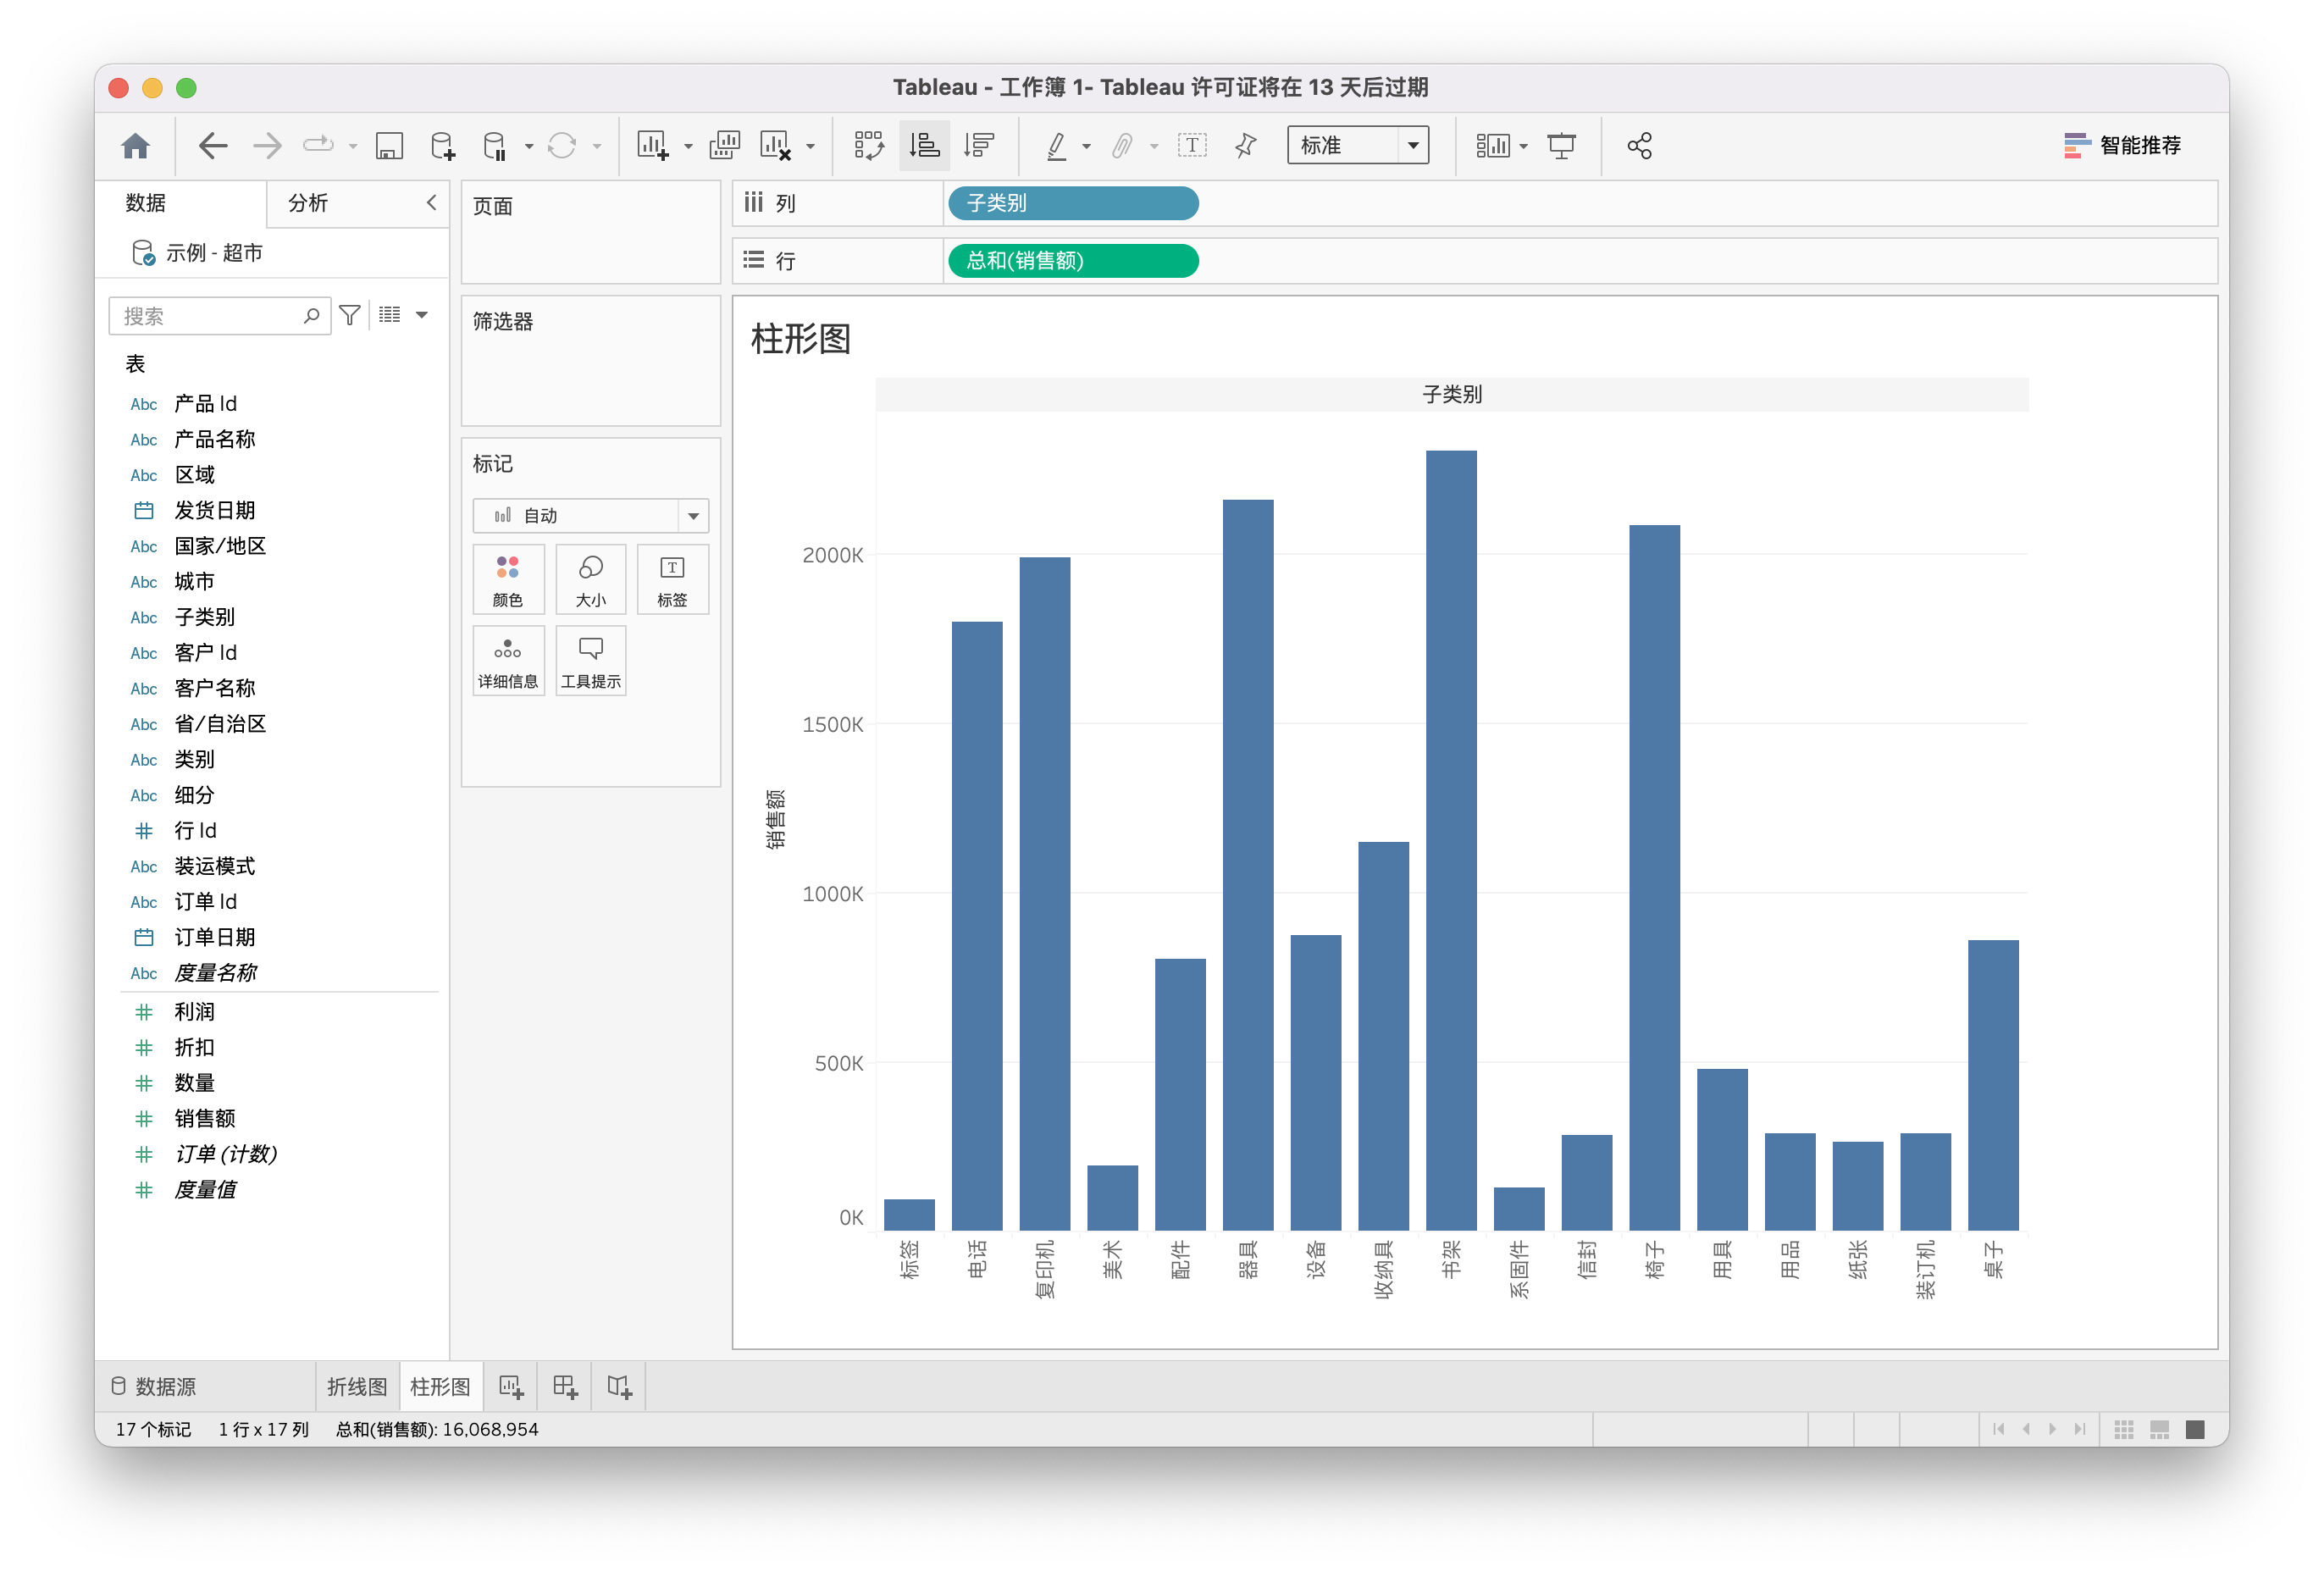 Tableau - 工作簿 1- Tableau 许可证将在 13 天后过期
标准
智能推荐
数据
分析
示例 - 超市
搜索
表
Abc 产品 Id
Abc 产品名称
Abc 区域
发货日期
Abc 国家/地区
Abc 城市
Abc 子类别
Abc 客户 Id
Abc 客户名称
Abc 省/自治区
Abc 类别
Abc 细分
行 Id
Abc 装运模式
Abc 订单 Id
订单日期
Abc 度量名称
利润
折扣
数量
销售额
订单 (计数)
度量值
页面
筛选器
标记
自动
颜色
大小
标签
详细信息
工具提示
列
子类别
行
总和(销售额)
柱形图
子类别
销售额
2000K
1500K
1000K
500K
0K
标签
电话
复印机
美术
配件
器具
设备
收纳具
书架
系固件
信封
椅子
用具
用品
纸张
装订机
桌子
数据源
折线图
柱形图
17 个标记
1 行 x 17 列
总和(销售额): 16,068,954